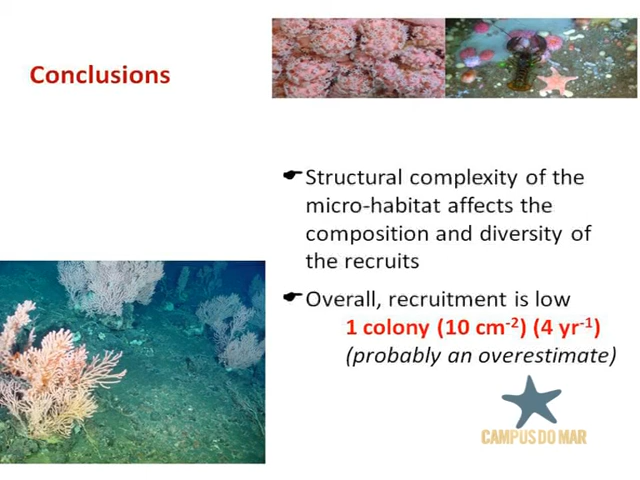 Conclusions
Structural complexity of the
micro-habitat affects the
composition and diversity of
the recruits
Overall, recruitment is low
1 colony (10 cm⁻²) (4 yr⁻¹)
(probably an overestimate)
CAMPUS DO MAR